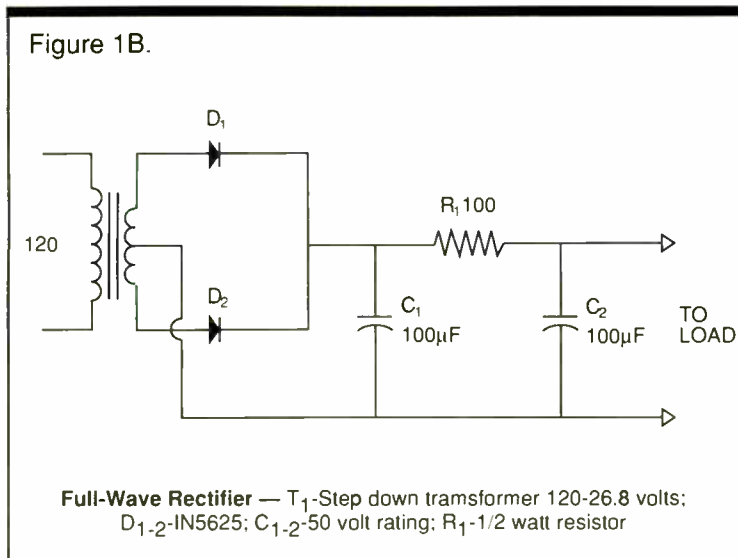 Figure 1B.
D₁
R₁ 100
120
D₂
C₁
100µF
C₂
100µF
TO
LOAD
Full-Wave Rectifier — T₁-Step down tramsformer 120-26.8 volts;
D₁₋₂-IN5625; C₁₋₂-50 volt rating; R₁-1/2 watt resistor